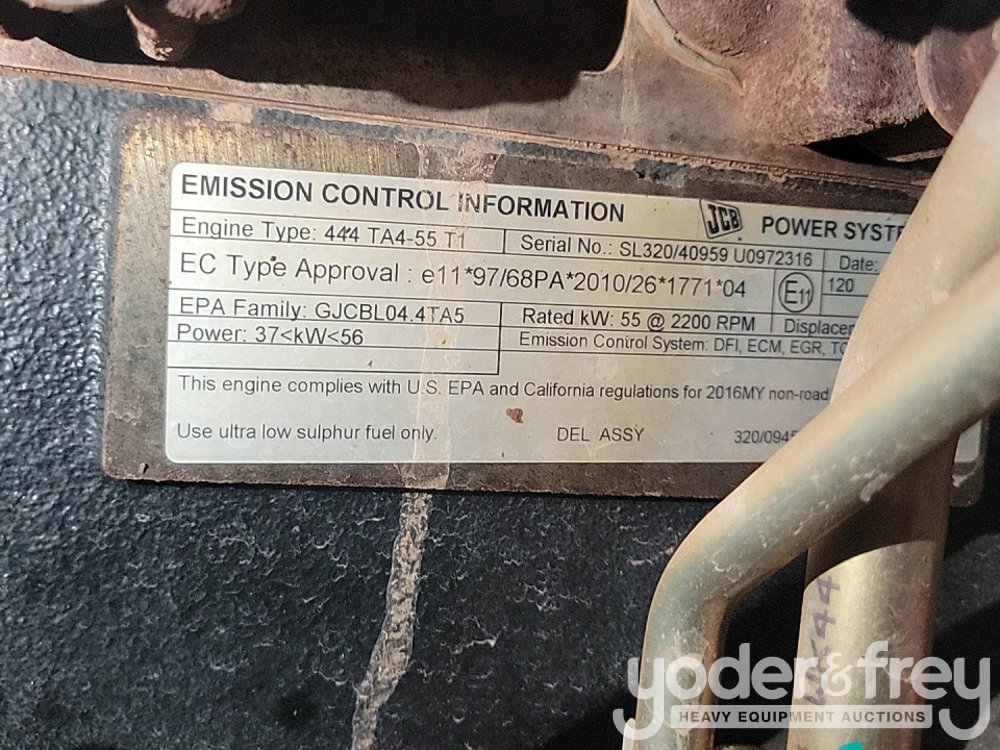 EMISSION CONTROL INFORMATION JCB POWER SYSTE
Engine Type: 444 TA4-55 T1 Serial No.: SL320/40959 U0972316 Date:
EC Type Approval : e11*97/68PA*2010/26*1771*04 E11 120
EPA Family: GJCBL04.4TA5 Rated kW: 55 @ 2200 RPM Displacem
Power: 37<kW<56 Emission Control System: DFI, ECM, EGR, TC
This engine complies with U.S. EPA and California regulations for 2016MY non-road
Use ultra low sulphur fuel only. DEL ASSY 320/0945
yoder&frey
HEAVY EQUIPMENT AUCTIONS